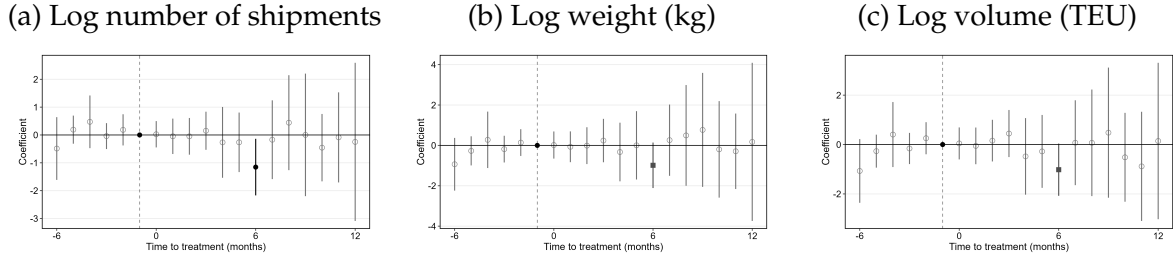 (a) Log number of shipments
(b) Log weight (kg)
(c) Log volume (TEU)
Coefficient
2
1
0
-1
-2
-3
-6
0
6
12
Time to treatment (months)
Coefficient
4
2
0
-2
-4
-6
0
6
12
Time to treatment (months)
Coefficient
2
0
-2
-6
0
6
12
Time to treatment (months)